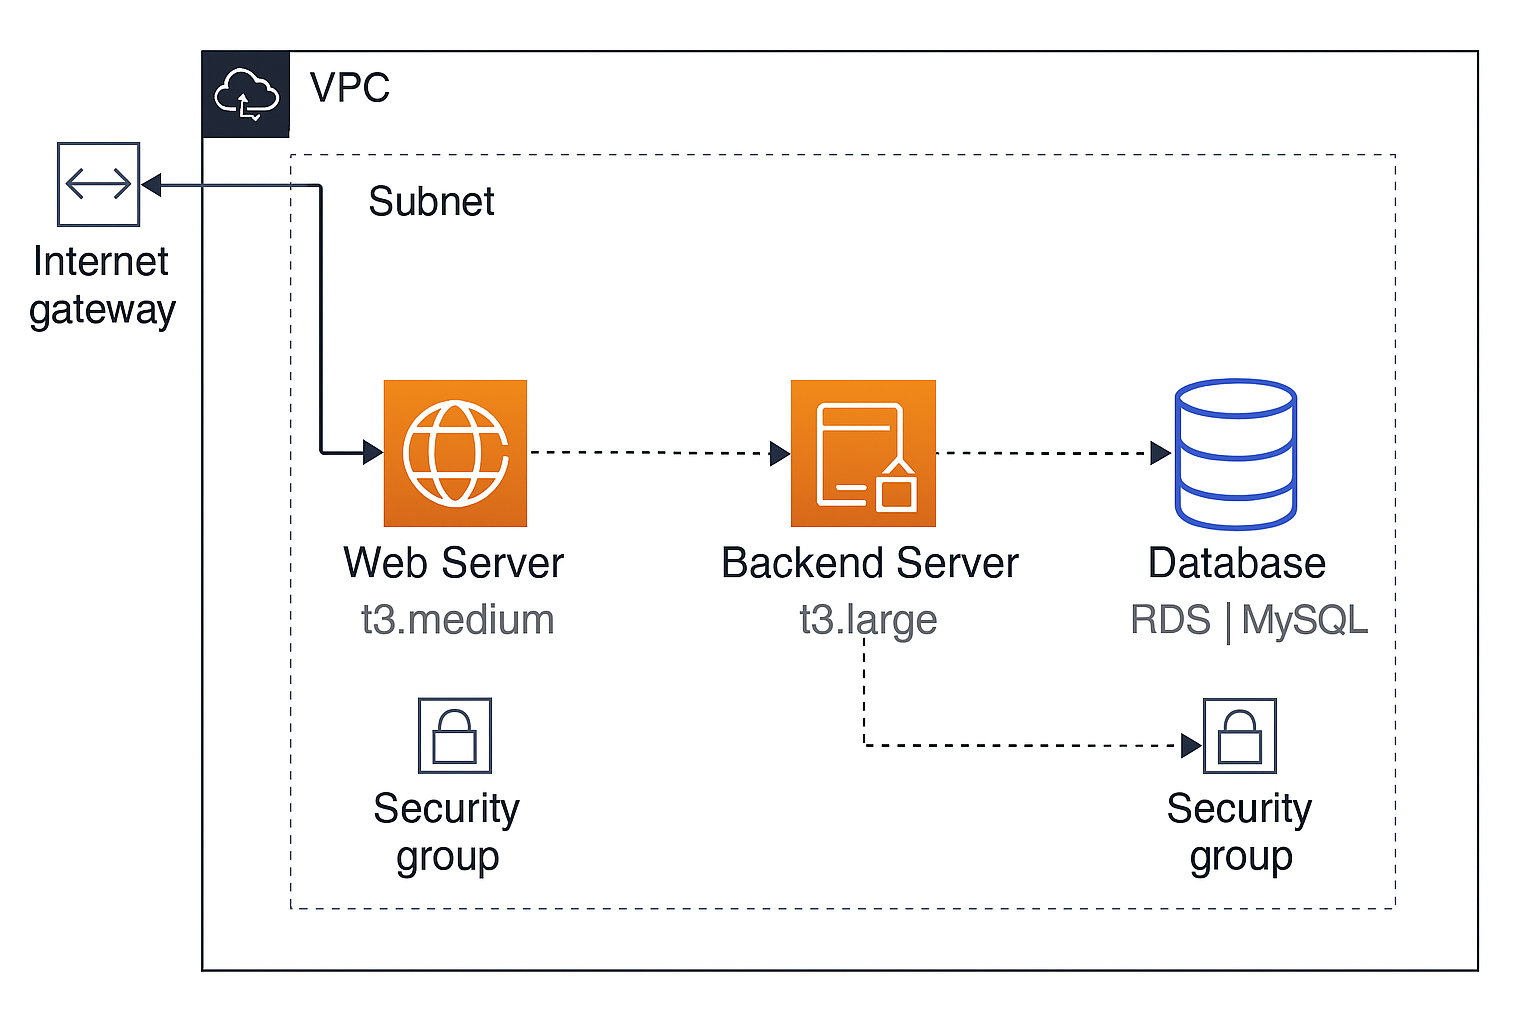 VPC
Internet
gateway
Subnet
Web Server
t3.medium
Backend Server
t3.large
Database
RDS | MySQL
Security
group
Security
group